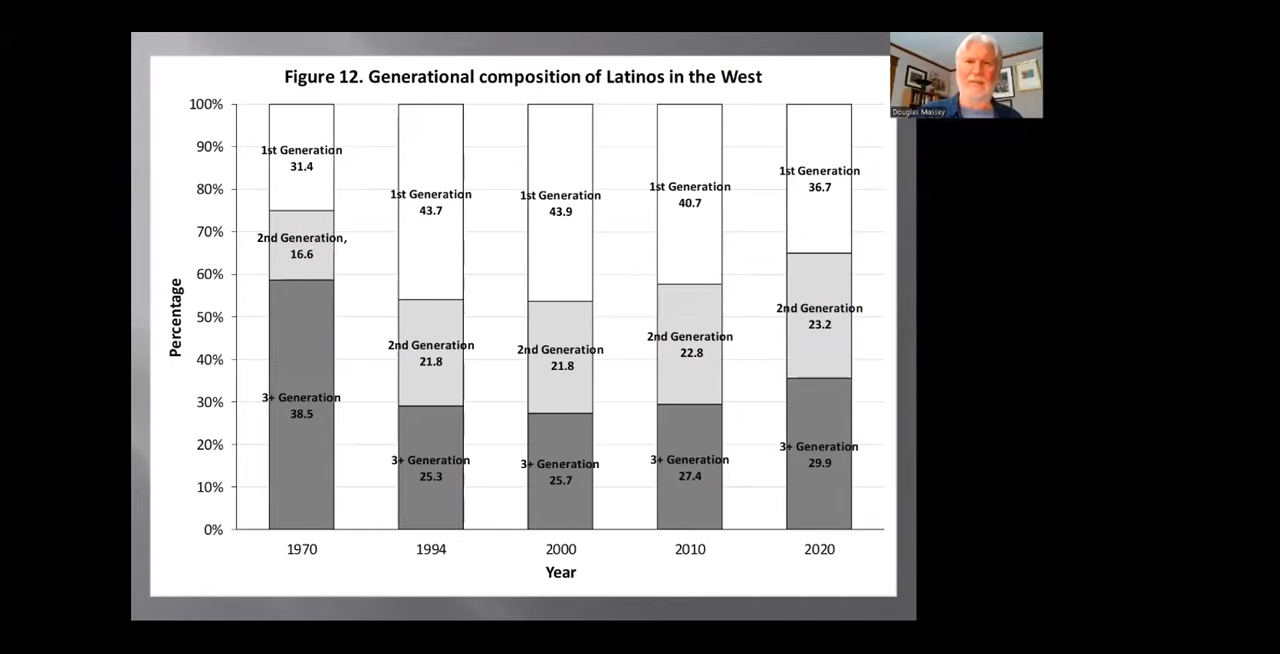 Figure 12. Generational composition of Latinos in the West
Douglas Massey
Percentage
100%
90%
80%
70%
60%
50%
40%
30%
20%
10%
0%
1st Generation
31.4
2nd Generation,
16.6
3+ Generation
38.5
1st Generation
43.7
2nd Generation
21.8
3+ Generation
25.3
1st Generation
43.9
2nd Generation
21.8
3+ Generation
25.7
1st Generation
40.7
2nd Generation
22.8
3+ Generation
27.4
1st Generation
36.7
2nd Generation
23.2
3+ Generation
29.9
1970 1994 2000 2010 2020
Year